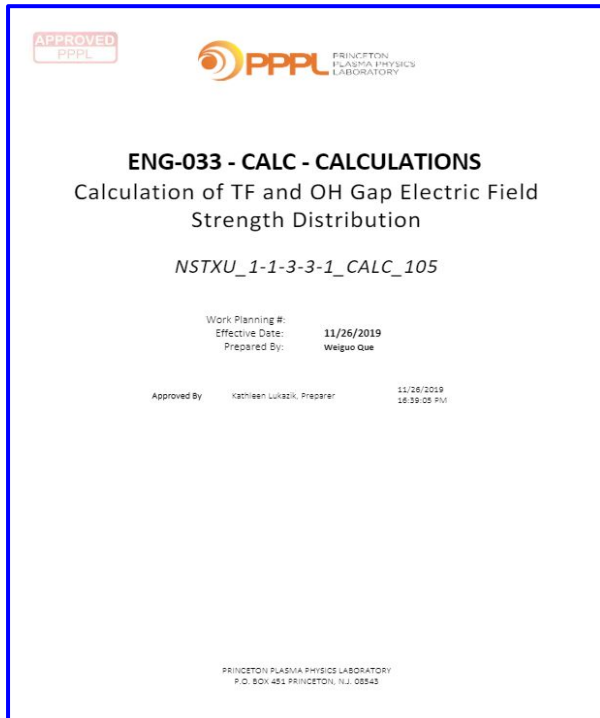 APPROVED
PPPL
PPPL
PRINCETON
PLASMA PHYSICS
LABORATORY
ENG-033 - CALC - CALCULATIONS
Calculation of TF and OH Gap Electric Field
Strength Distribution
NSTXU_1-1-3-3-1_CALC_105
Work Planning #:
Effective Date: 11/26/2019
Prepared By: Weiguo Que
Approved By Kathleen Lukazik, Preparer 11/26/2019
16:39:05 PM
PRINCETON PLASMA PHYSICS LABORATORY
P.O. BOX 451 PRINCETON, N.J. 08543